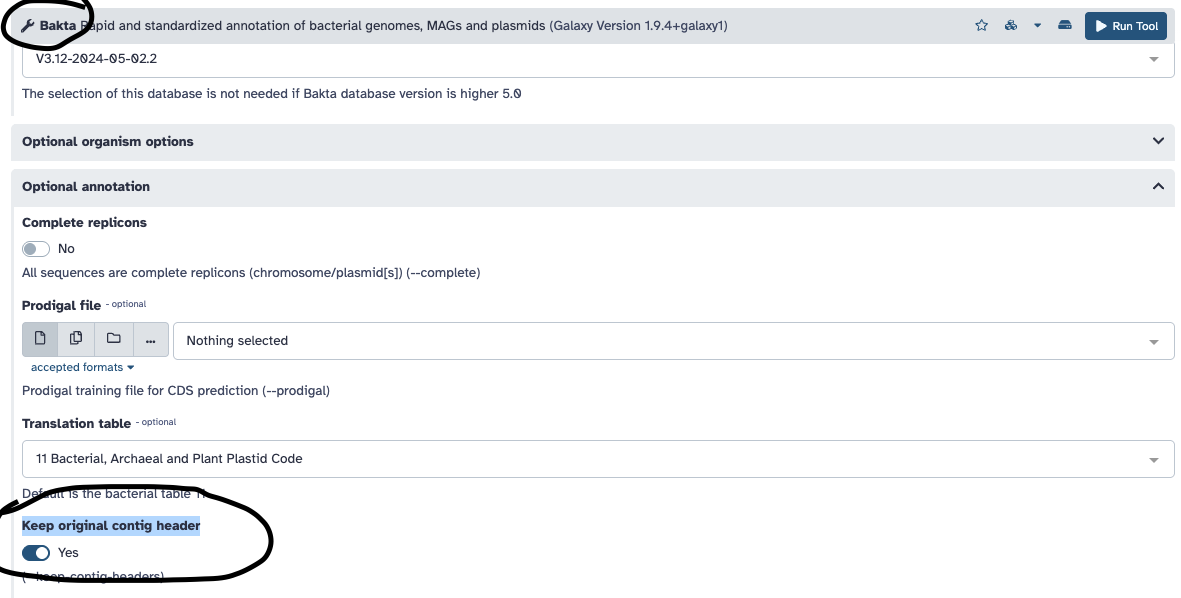 Bakta Rapid and standardized annotation of bacterial genomes, MAGs and plasmids (Galaxy Version 1.9.4+galaxy1)
Run Tool
V3.12-2024-05-02.2
The selection of this database is not needed if Bakta database version is higher 5.0
Optional organism options
Optional annotation
Complete replicons
No
All sequences are complete replicons (chromosome/plasmid[s]) (--complete)
Prodigal file - optional
... Nothing selected
accepted formats
Prodigal training file for CDS prediction (--prodigal)
Translation table - optional
11 Bacterial, Archaeal and Plant Plastid Code
Default is the bacterial table 11
Keep original contig header
Yes
(--keep-contig-headers)